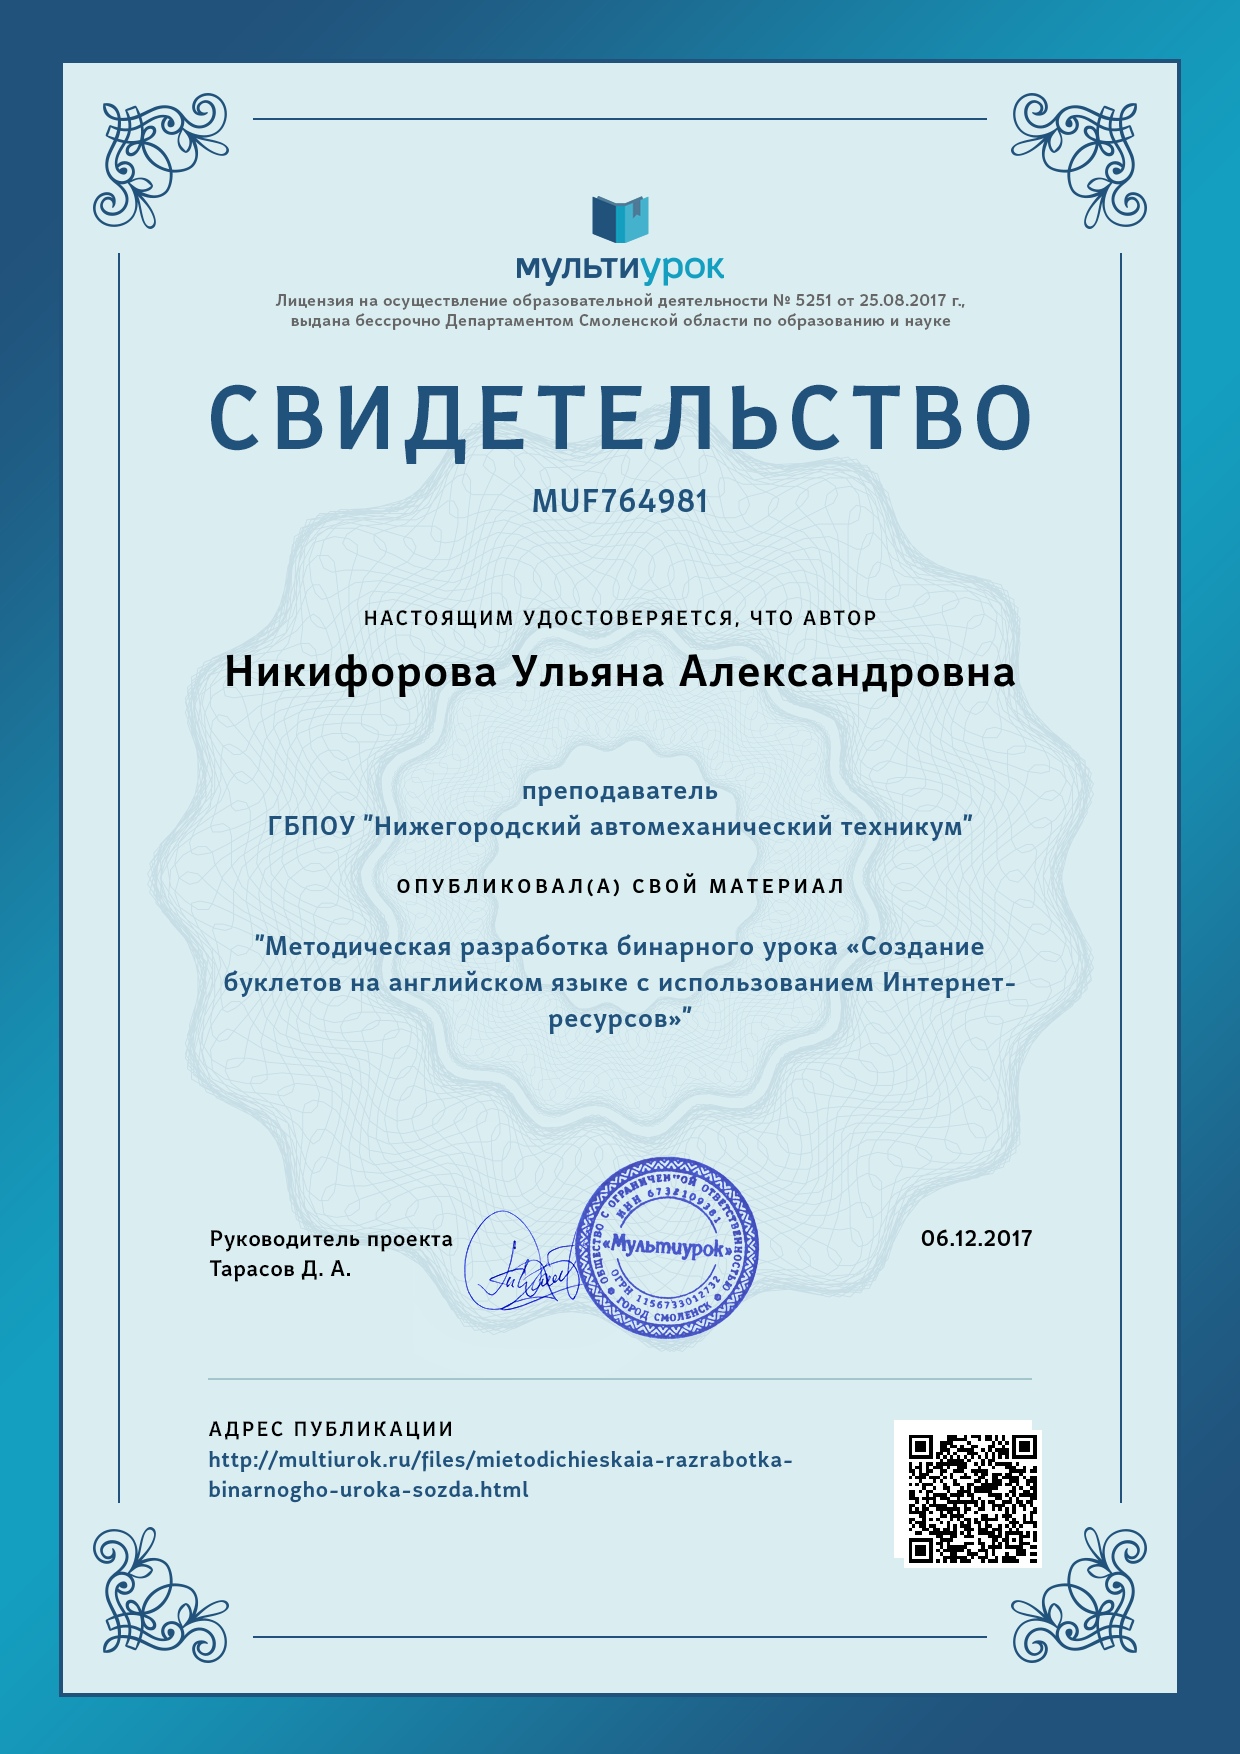 мультиурок
Лицензия на осуществление образовательной деятельности № 5251 от 25.08.2017 г.,
выдана бессрочно Департаментом Смоленской области по образованию и науке
СВИДЕТЕЛЬСТВО
MUF764981
НАСТОЯЩИМ УДОСТОВЕРЯЕТСЯ, ЧТО АВТОР
Никифорова Ульяна Александровна
преподаватель
ГБПОУ "Нижегородский автомеханический техникум"
ОПУБЛИКОВАЛ(А) СВОЙ МАТЕРИАЛ
"Методическая разработка бинарного урока «Создание
буклетов на английском языке с использованием Интернет-
ресурсов»"
Руководитель проекта
Тарасов Д. А.
ОБЩЕСТВО С ОГРАНИЧЕННОЙ ОТВЕТСТВЕННОСТЬЮ
ИНН
«Мультиурок»
ОГРН 1156733012732
ГОРОД СМОЛЕНСК
06.12.2017
АДРЕС ПУБЛИКАЦИИ
http://multiurok.ru/files/mietodichieskaia-razrabotka-
binarnogho-uroka-sozda.html